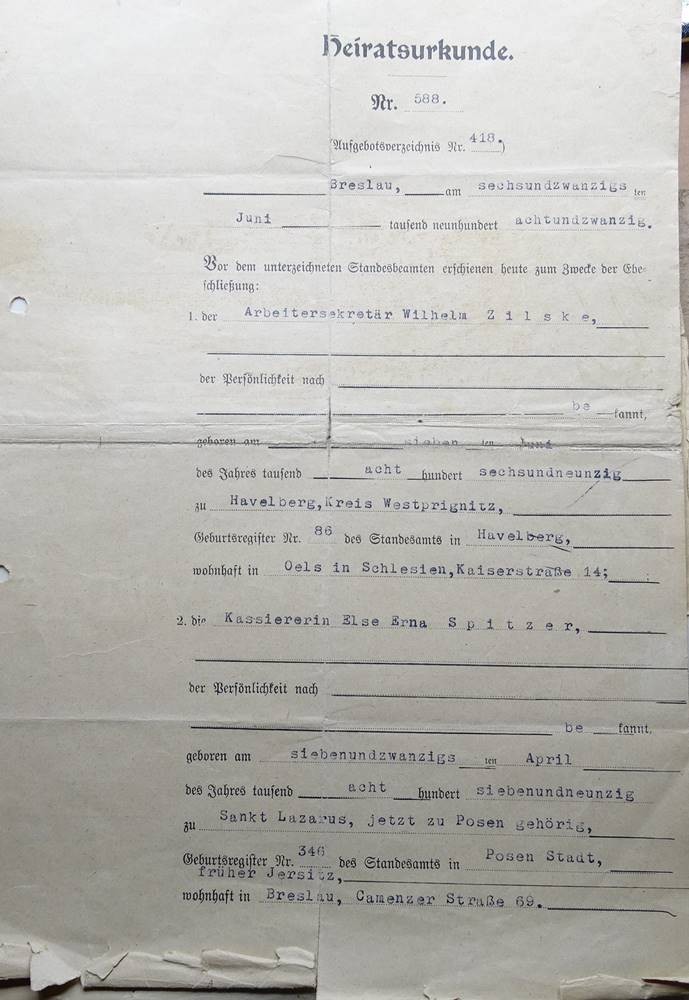 Heiratsurkunde.
Nr. 588.
(Aufgebotsverzeichnis Nr. 418.)
Breslau, am sechsundzwanzigs ten
Juni tausend neunhundert achtundzwanzig.
Vor dem unterzeichneten Standesbeamten erschienen heute zum Zwecke der Ehe-
schließung:
1. der Arbeitersekretär Wilhelm Z i l s k e,
der Persönlichkeit nach
be kannt,
geboren am sieben ten Juni
des Jahres tausend acht hundert sechsundneunzig
zu Havelberg, Kreis Westprignitz,
Geburtsregister Nr. 86 des Standesamts in Havelberg,
wohnhaft in Oels in Schlesien, Kaiserstraße 14;
2. die Kassiererin Else Erna S p i t z e r,
der Persönlichkeit nach
be kannt,
geboren am siebenundzwanzigs ten April
des Jahres tausend acht hundert siebenundneunzig
zu Sankt Lazarus, jetzt zu Posen gehörig,
Geburtsregister Nr. 346 des Standesamts in Posen Stadt,
früher Jersitz,
wohnhaft in Breslau, Camenzer Straße 69.